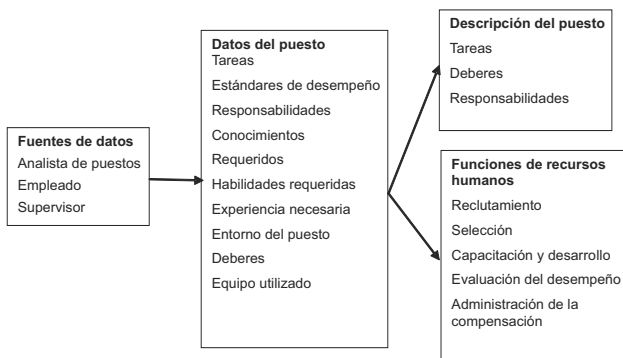 Fuentes de datos
Analista de puestos
Empleado
Supervisor
Datos del puesto
Tareas
Estándares de desempeño
Responsabilidades
Conocimientos
Requeridos
Habilidades requeridas
Experiencia necesaria
Entorno del puesto
Deberes
Equipo utilizado
Descripción del puesto
Tareas
Deberes
Responsabilidades
Funciones de recursos
humanos
Reclutamiento
Selección
Capacitación y desarrollo
Evaluación del desempeño
Administración de la
compensación